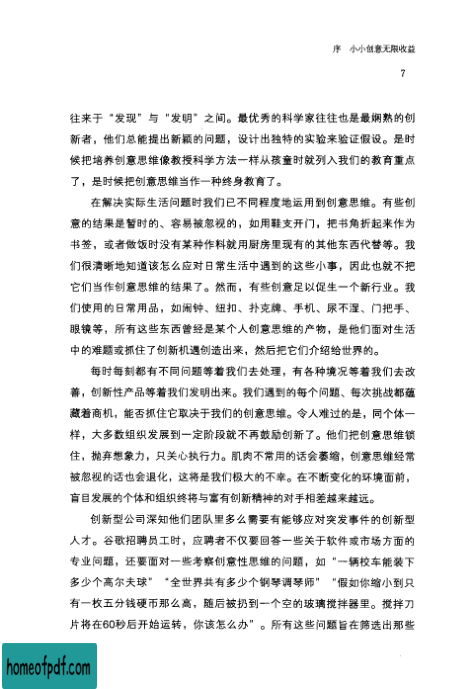 序 小小创意无限收益
7
往来于“发现”与“发明”之间。最优秀的科学家往往也是最娴熟的创
新者，他们总能提出新颖的问题，设计出独特的实验来验证假设。是时
候把培养创意思维像教授科学方法一样从孩童时就列入我们的教育重点
了，是时候把创意思维当作一种终身教育了。
在解决实际生活问题时我们已不同程度地运用到创意思维。有些创
意的结果是暂时的、容易被忽视的，如用鞋支开门，把书角折起来作为
书签，或者做饭时没有某种作料就用厨房里现有的其他东西代替等。我
们很清晰地知道该怎么应对日常生活中遇到的这些小事，因此也就不把
它们当作创意思维的结果了。然而，有些创意足以促生一个新行业。我
们使用的日常用品，如闹钟、纽扣、扑克牌、手机、尿不湿、门把手、
眼镜等，所有这些东西曾经是某个人创意思维的产物，是他们面对生活
中的难题或抓住了创新机遇创造出来，然后把它们介绍给世界的。
每时每刻都有不同问题等着我们去处理，有各种境况等着我们去改
善，创新性产品等着我们发明出来。我们遇到的每个问题、每次挑战都蕴
藏着商机，能否抓住它取决于我们的创意思维。令人难过的是，同个体一
样，大多数组织发展到一定阶段就不再鼓励创新了。他们把创意思维锁
住，抛弃想象力，只关心执行力。肌肉不常用的话会萎缩，创意思维经常
被忽视的话也会退化，这将是我们极大的不幸。在不断变化的环境面前，
盲目发展的个体和组织终将与富有创新精神的对手相差越来越远。
创新型公司深知他们团队里多么需要有能够应对突发事件的创新型
人才。谷歌招聘员工时，应聘者不仅要回答一些关于软件或市场方面的
专业问题，还要面对一些考察创意性思维的问题，如“一辆校车能装下
多少个高尔夫球”“全世界共有多少个钢琴调琴师”“假如你缩小到只
有一枚五分钱硬币那么高，随后被扔到一个空的玻璃搅拌器里。搅拌刀
片将在60秒后开始运转，你该怎么办”。所有这些问题旨在筛选出那些
homeofpdf.com